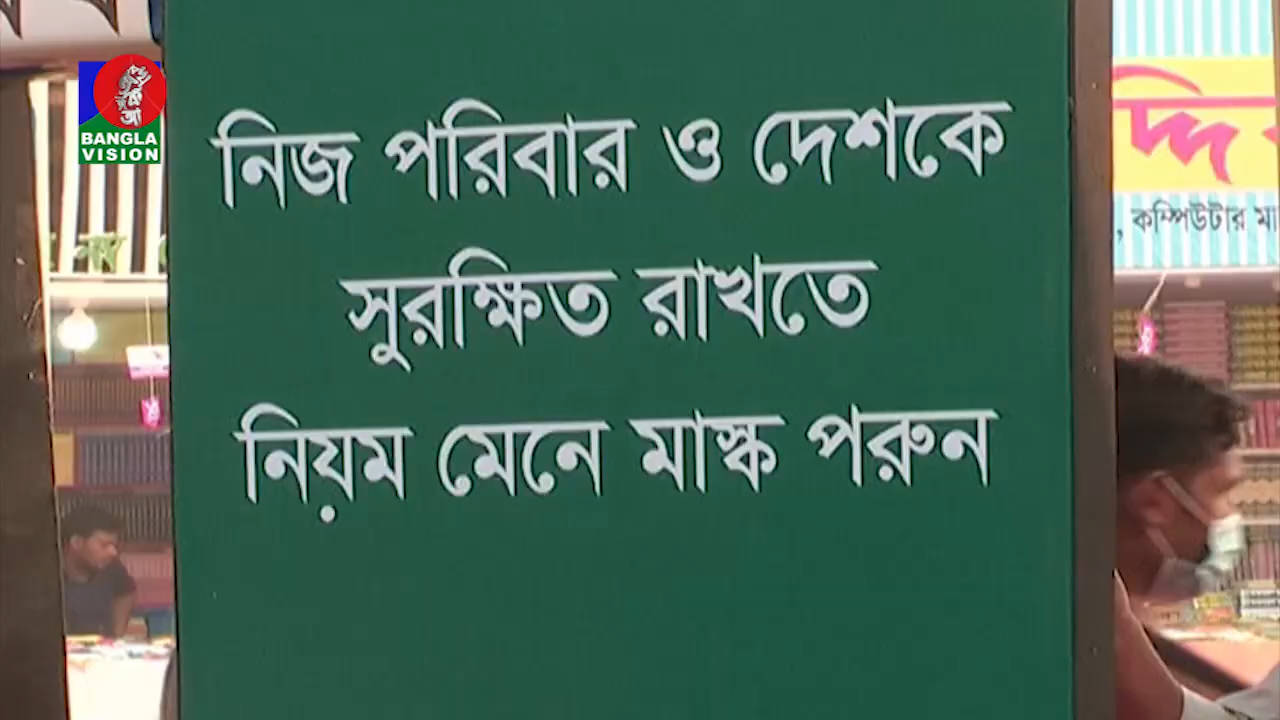 BANGLA
VISION
নিজ পরিবার ও দেশকে
সুরক্ষিত রাখতে
নিয়ম মেনে মাস্ক পরুন
, কম্পিউটার